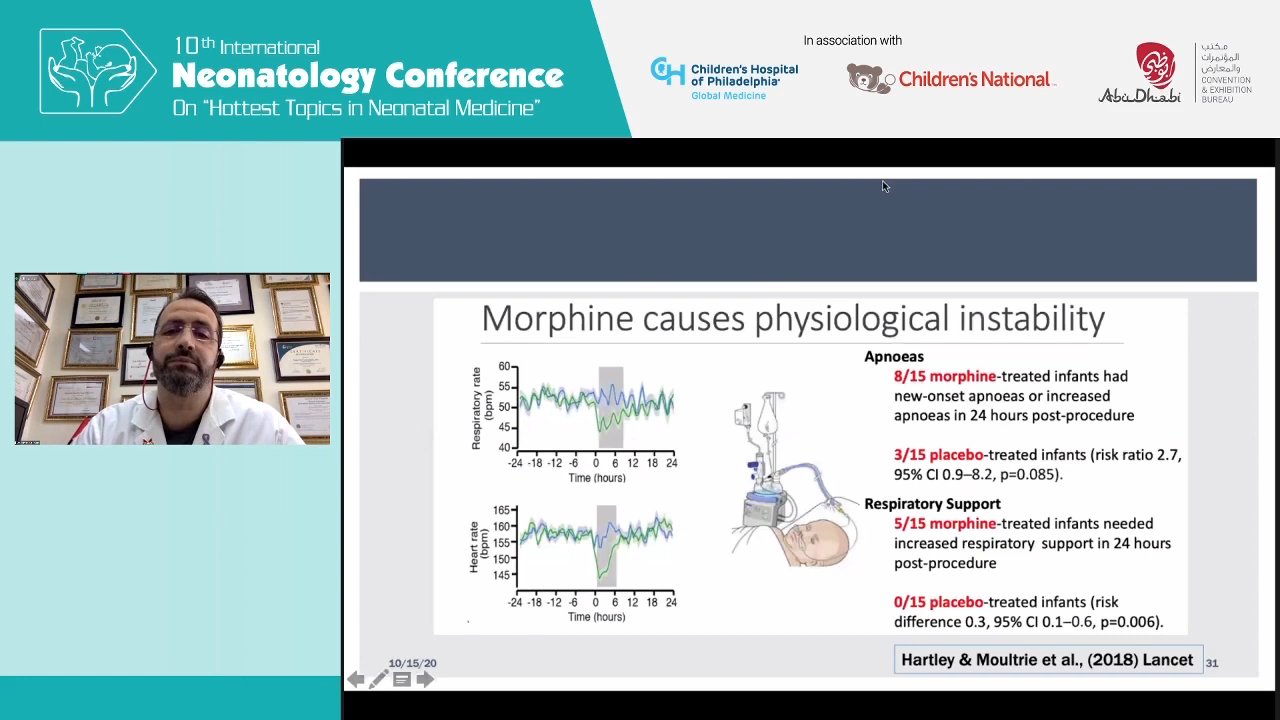 10th International
Neonatology Conference
On "Hottest Topics in Neonatal Medicine"
In association with
Children's Hospital
of Philadelphia
Global Medicine
Children's National
Abu Dhabi
أبوظبي
مكتب
المؤتمرات
والمعارض
CONVENTION
& EXHIBITION
BUREAU
Morphine causes physiological instability
Respiratory rate
(bpm)
60
55
50
45
40
-24 -18 -12 -6 0 6 12 18 24
Time (hours)
Heart rate
(bpm)
165
160
155
150
145
-24 -18 -12 -6 0 6 12 18 24
Time (hours)
Apnoeas
8/15 morphine-treated infants had
new-onset apnoeas or increased
apnoeas in 24 hours post-procedure
3/15 placebo-treated infants (risk ratio 2.7,
95% CI 0.9–8.2, p=0.085).
Respiratory Support
5/15 morphine-treated infants needed
increased respiratory support in 24 hours
post-procedure
0/15 placebo-treated infants (risk
difference 0.3, 95% CI 0.1–0.6, p=0.006).
10/15/20
Hartley & Moultrie et al., (2018) Lancet
31